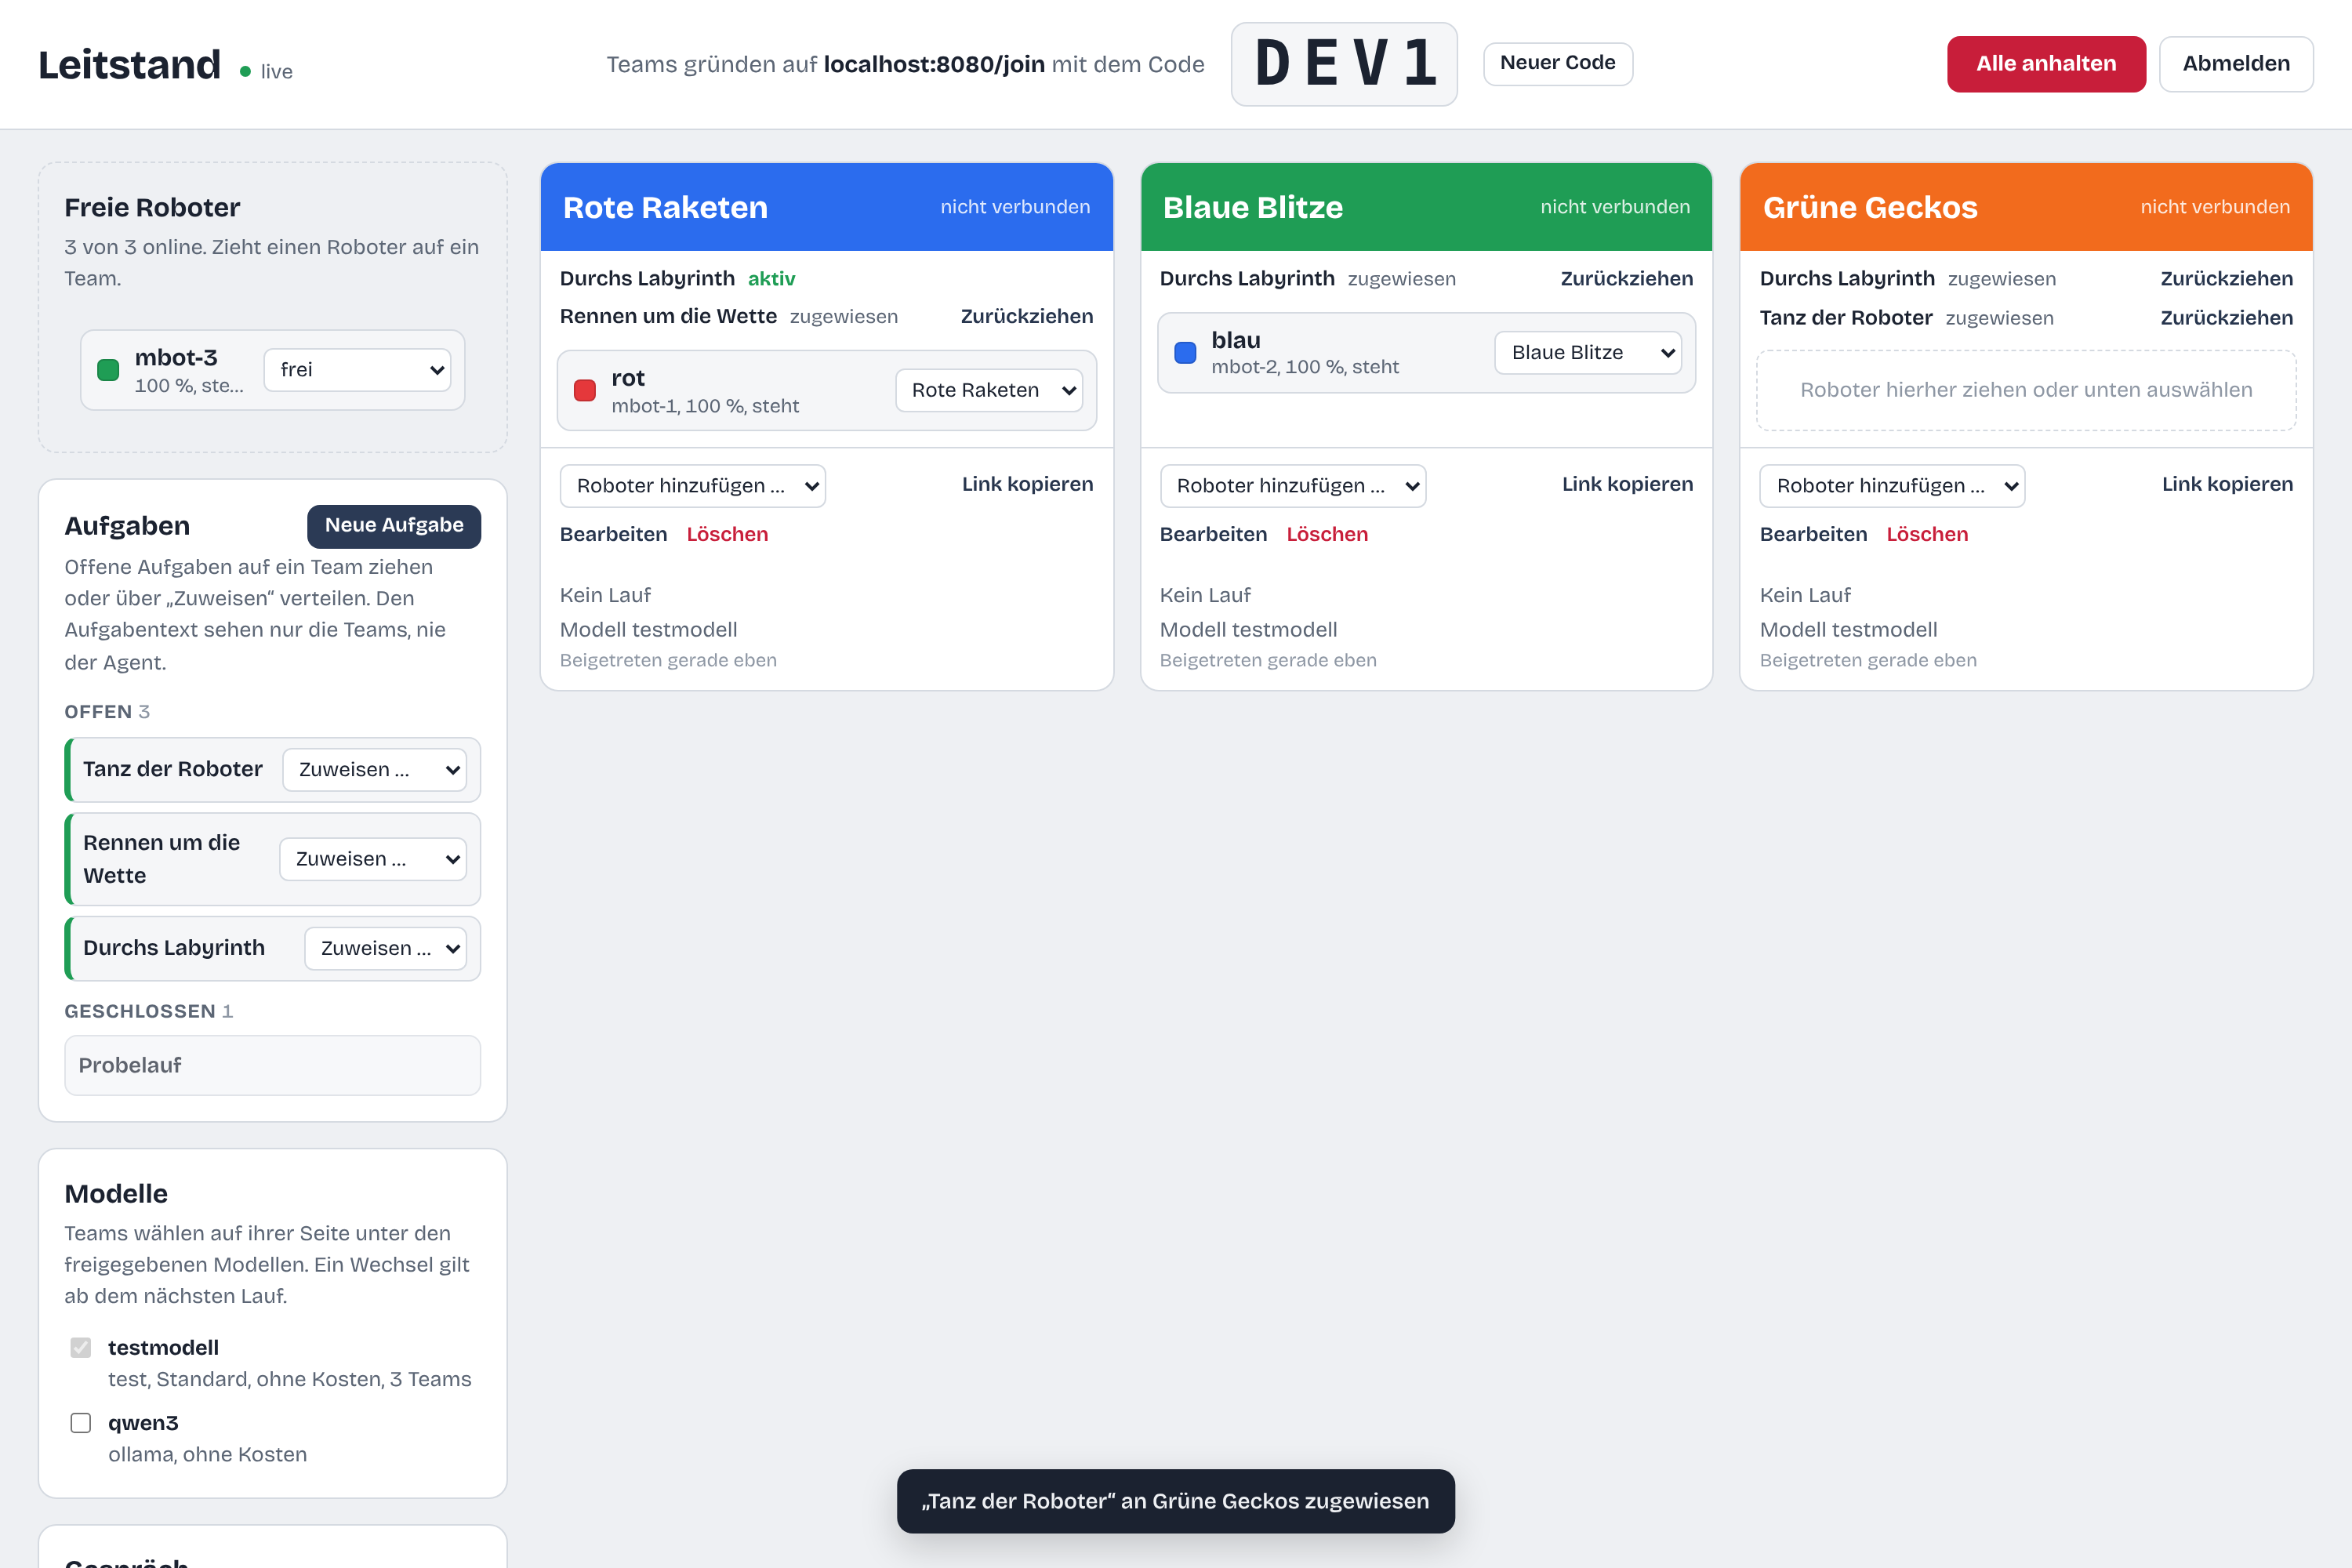 Leitstand
live
Teams gründen auf localhost:8080/join mit dem Code
DEV1
Neuer Code
Alle anhalten
Abmelden
Freie Roboter
3 von 3 online. Zieht einen Roboter auf ein
Team.
mbot-3
100 %, ste...
frei
Aufgaben
Neue Aufgabe
Offene Aufgaben auf ein Team ziehen
oder über „Zuweisen“ verteilen. Den
Aufgabentext sehen nur die Teams, nie
der Agent.
OFFEN 3
Tanz der Roboter
Zuweisen ...
Rennen um die
Wette
Zuweisen ...
Durchs Labyrinth
Zuweisen ...
GESCHLOSSEN 1
Probelauf
Modelle
Teams wählen auf ihrer Seite unter den
freigegebenen Modellen. Ein Wechsel gilt
ab dem nächsten Lauf.
testmodell
test, Standard, ohne Kosten, 3 Teams
qwen3
ollama, ohne Kosten
Rote Raketen
nicht verbunden
Durchs Labyrinth aktiv
Rennen um die Wette zugewiesen Zurückziehen
rot
mbot-1, 100 %, steht
Rote Raketen
Roboter hinzufügen ...
Link kopieren
Bearbeiten Löschen
Kein Lauf
Modell testmodell
Beigetreten gerade eben
Blaue Blitze
nicht verbunden
Durchs Labyrinth zugewiesen Zurückziehen
blau
mbot-2, 100 %, steht
Blaue Blitze
Roboter hinzufügen ...
Link kopieren
Bearbeiten Löschen
Kein Lauf
Modell testmodell
Beigetreten gerade eben
Grüne Geckos
nicht verbunden
Durchs Labyrinth zugewiesen Zurückziehen
Tanz der Roboter zugewiesen Zurückziehen
Roboter hierher ziehen oder unten auswählen
Roboter hinzufügen ...
Link kopieren
Bearbeiten Löschen
Kein Lauf
Modell testmodell
Beigetreten gerade eben
„Tanz der Roboter“ an Grüne Geckos zugewiesen